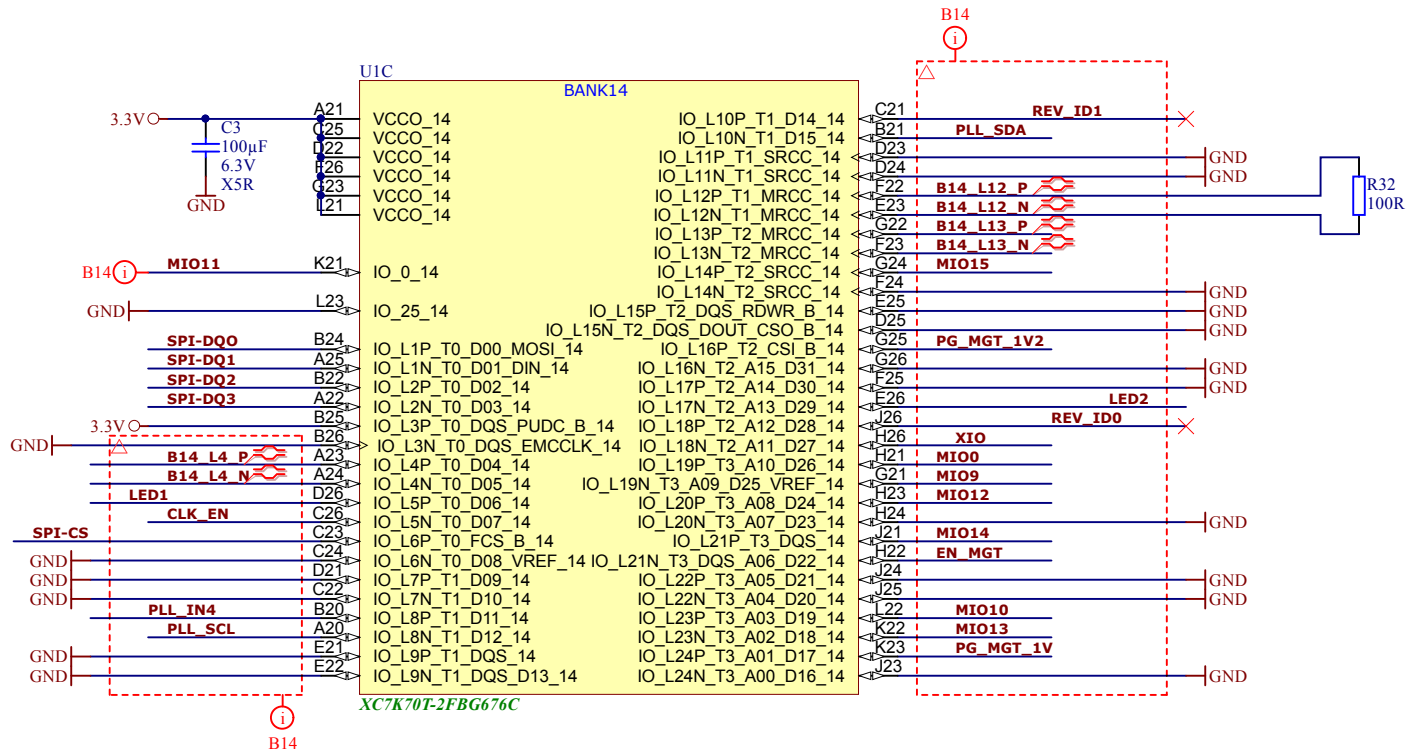 B14
U1C
BANK14
3.3V
C3
100µF
6.3V
X5R
GND
A21 VCCO_14
C25 VCCO_14
D22 VCCO_14
F26 VCCO_14
G23 VCCO_14
L21 VCCO_14
B14 MIO11 K21 IO_0_14
GND L23 IO_25_14
SPI-DQ0 B24 IO_L1P_T0_D00_MOSI_14
SPI-DQ1 A25 IO_L1N_T0_D01_DIN_14
SPI-DQ2 B22 IO_L2P_T0_D02_14
SPI-DQ3 A22 IO_L2N_T0_D03_14
3.3V B25 IO_L3P_T0_DQS_PUDC_B_14
GND B26 IO_L3N_T0_DQS_EMCCLK_14
B14_L4_P A23 IO_L4P_T0_D04_14
B14_L4_N A24 IO_L4N_T0_D05_14
LED1 D26 IO_L5P_T0_D06_14
CLK_EN C26 IO_L5N_T0_D07_14
SPI-CS C23 IO_L6P_T0_FCS_B_14
GND C24 IO_L6N_T0_D08_VREF_14
GND D21 IO_L7P_T1_D09_14
GND C22 IO_L7N_T1_D10_14
PLL_IN4 B20 IO_L8P_T1_D11_14
PLL_SCL A20 IO_L8N_T1_D12_14
GND E21 IO_L9P_T1_DQS_14
GND E22 IO_L9N_T1_DQS_D13_14
IO_L10P_T1_D14_14 C21 REV_ID1
IO_L10N_T1_D15_14 B21 PLL_SDA
IO_L11P_T1_SRCC_14 D23 GND
IO_L11N_T1_SRCC_14 D24 GND
IO_L12P_T1_MRCC_14 F22 B14_L12_P
IO_L12N_T1_MRCC_14 E23 B14_L12_N
R32
100R
IO_L13P_T2_MRCC_14 G22 B14_L13_P
IO_L13N_T2_MRCC_14 F23 B14_L13_N
IO_L14P_T2_SRCC_14 G24 MIO15
IO_L14N_T2_SRCC_14 F24 GND
IO_L15P_T2_DQS_RDWR_B_14 E25 GND
IO_L15N_T2_DQS_DOUT_CSO_B_14 D25 GND
IO_L16P_T2_CSI_B_14 G25 PG_MGT_1V2
IO_L16N_T2_A15_D31_14 G26 GND
IO_L17P_T2_A14_D30_14 F25 GND
IO_L17N_T2_A13_D29_14 E26 LED2
IO_L18P_T2_A12_D28_14 J26 REV_ID0
IO_L18N_T2_A11_D27_14 H26 XIO
IO_L19P_T3_A10_D26_14 H21 MIO0
IO_L19N_T3_A09_D25_VREF_14 G21 MIO9
IO_L20P_T3_A08_D24_14 H23 MIO12
IO_L20N_T3_A07_D23_14 H24 GND
IO_L21P_T3_DQS_14 J21 MIO14
IO_L21N_T3_DQS_A06_D22_14 H22 EN_MGT
IO_L22P_T3_A05_D21_14 J24 GND
IO_L22N_T3_A04_D20_14 J25 GND
IO_L23P_T3_A03_D19_14 L22 MIO10
IO_L23N_T3_A02_D18_14 K22 MIO13
IO_L24P_T3_A01_D17_14 K23 PG_MGT_1V
IO_L24N_T3_A00_D16_14 J23 GND
XC7K70T-2FBG676C
B14